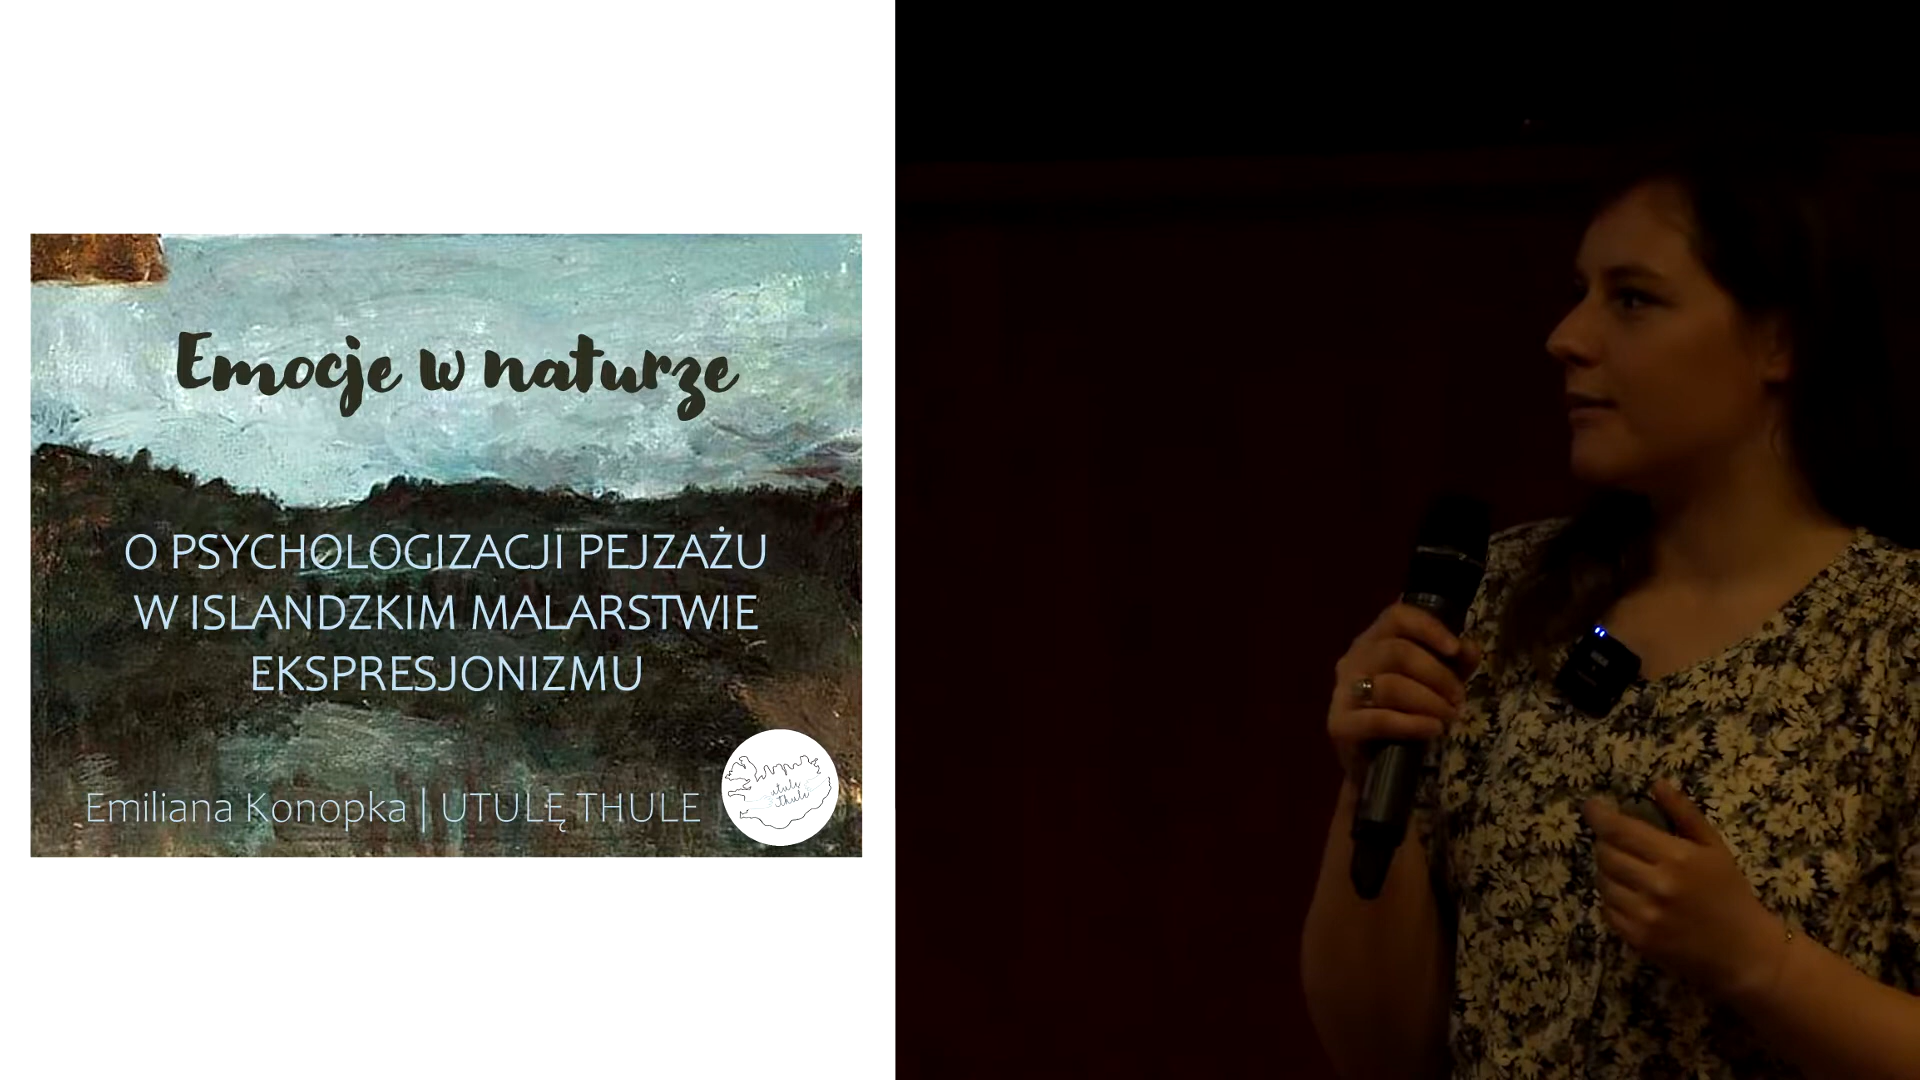 Emocje w naturze
O PSYCHOLOGIZACJI PEJZAŻU
W ISLANDZKIM MALARSTWIE
EKSPRESJONIZMU
Emiliana Konopka | UTULĘ THULE
utulę
thule